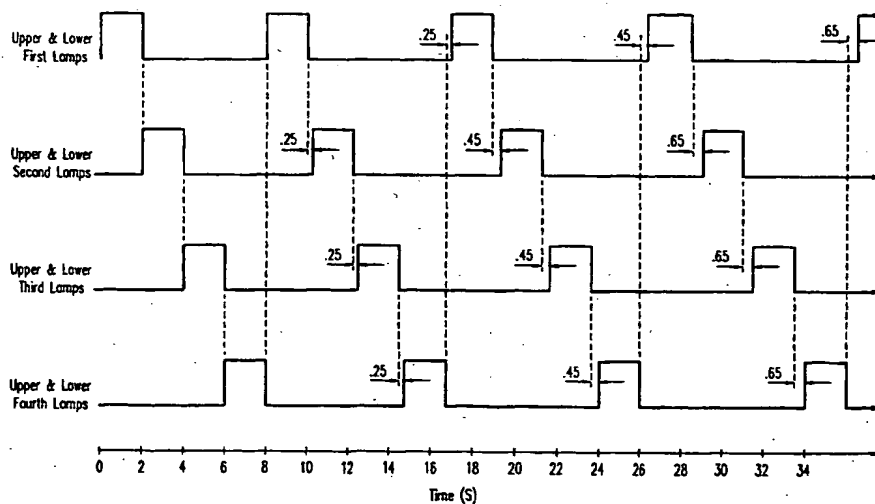 Upper & Lower
First Lamps
.25
.45
.65
Upper & Lower
Second Lamps
.25
.45
.65
Upper & Lower
Third Lamps
.25
.45
.65
Upper & Lower
Fourth Lamps
.25
.45
.65
0 2 4 6 8 10 12 14 16 18 20 22 24 26 28 30 32 34
Time (S)